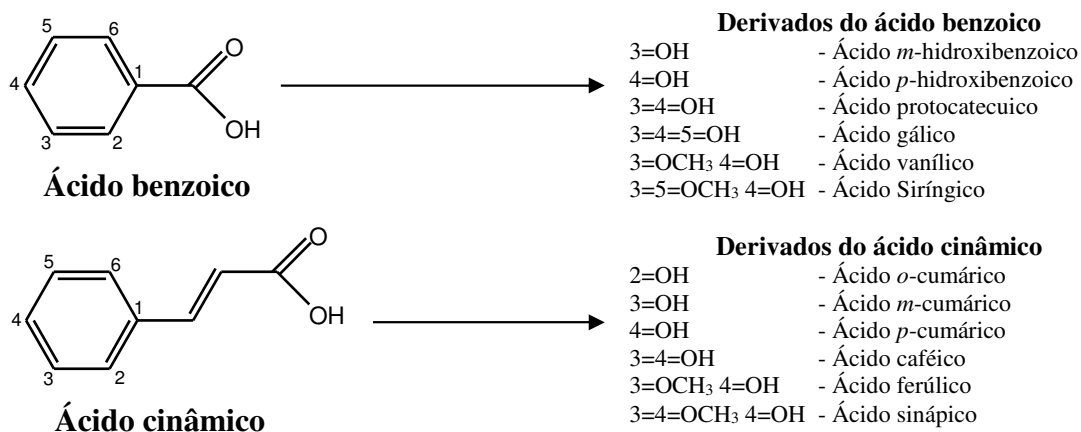 5 6
4 1
3 2
O
OH
Ácido benzoico
Derivados do ácido benzoico
3=OH - Ácido m-hidroxibenzoico
4=OH - Ácido p-hidroxibenzoico
3=4=OH - Ácido protocatecuico
3=4=5=OH - Ácido gálico
3=OCH3 4=OH - Ácido vanílico
3=5=OCH3 4=OH - Ácido Siríngico
5 6
4 1
3 2
O
OH
Ácido cinâmico
Derivados do ácido cinâmico
2=OH - Ácido o-cumárico
3=OH - Ácido m-cumárico
4=OH - Ácido p-cumárico
3=4=OH - Ácido caféico
3=OCH3 4=OH - Ácido ferúlico
3=4=OCH3 4=OH - Ácido sinápico